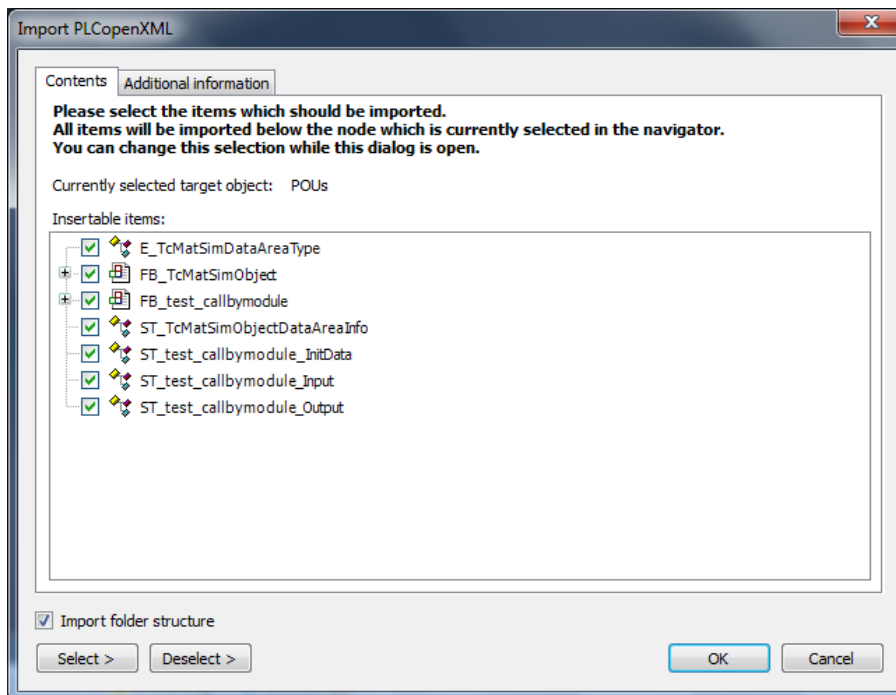 Import PLCopenXML
Contents
Additional information
Please select the items which should be imported.
All items will be imported below the node which is currently selected in the navigator.
You can change this selection while this dialog is open.
Currently selected target object: POUs
Insertable items:
E_TcMatSimDataAreaType
FB_TcMatSimObject
FB_test_callbymodule
ST_TcMatSimObjectDataAreaInfo
ST_test_callbymodule_InitData
ST_test_callbymodule_Input
ST_test_callbymodule_Output
Import folder structure
Select >
Deselect >
OK
Cancel